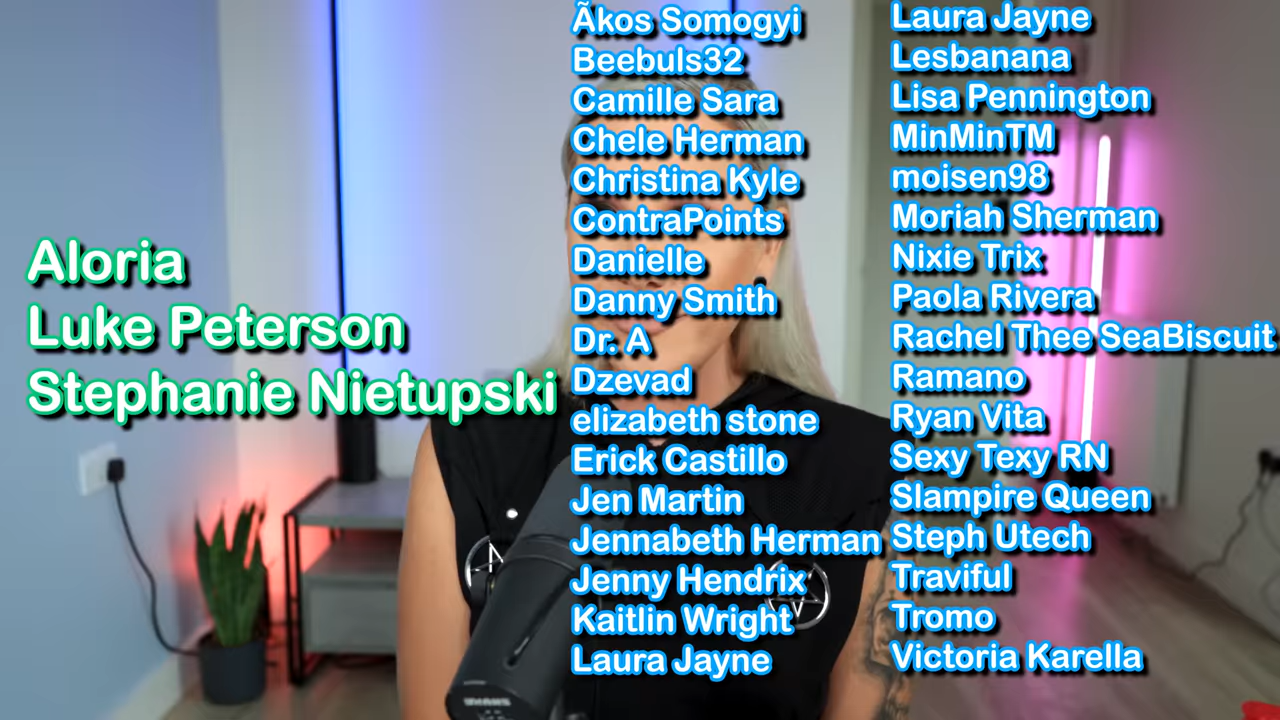 Aloria
Luke Peterson
Stephanie Nietupski
Ãkos Somogyi
Beebuls32
Camille Sara
Chele Herman
Christina Kyle
ContraPoints
Danielle
Danny Smith
Dr. A
Dzevad
elizabeth stone
Erick Castillo
Jen Martin
Jennabeth Herman
Jenny Hendrix
Kaitlin Wright
Laura Jayne
Laura Jayne
Lesbanana
Lisa Pennington
MinMinTM
moisen98
Moriah Sherman
Nixie Trix
Paola Rivera
Rachel Thee SeaBiscuit
Ramano
Ryan Vita
Sexy Texy RN
Slampire Queen
Steph Utech
Traviful
Tromo
Victoria Karella